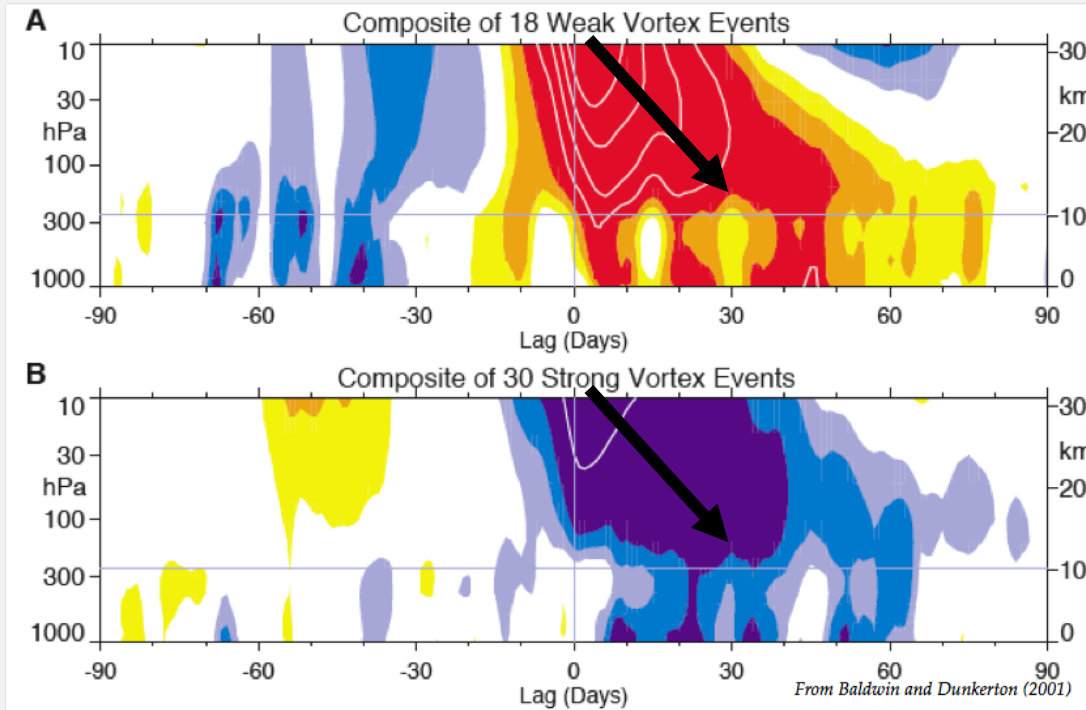 A
Composite of 18 Weak Vortex Events
10
30
hPa
100
300
1000
30
km
20
10
0
-90 -60 -30 0 30 60 90
Lag (Days)
B
Composite of 30 Strong Vortex Events
10
30
hPa
100
300
1000
30
km
20
10
0
-90 -60 -30 0 30 60 90
Lag (Days)
From Baldwin and Dunkerton (2001)